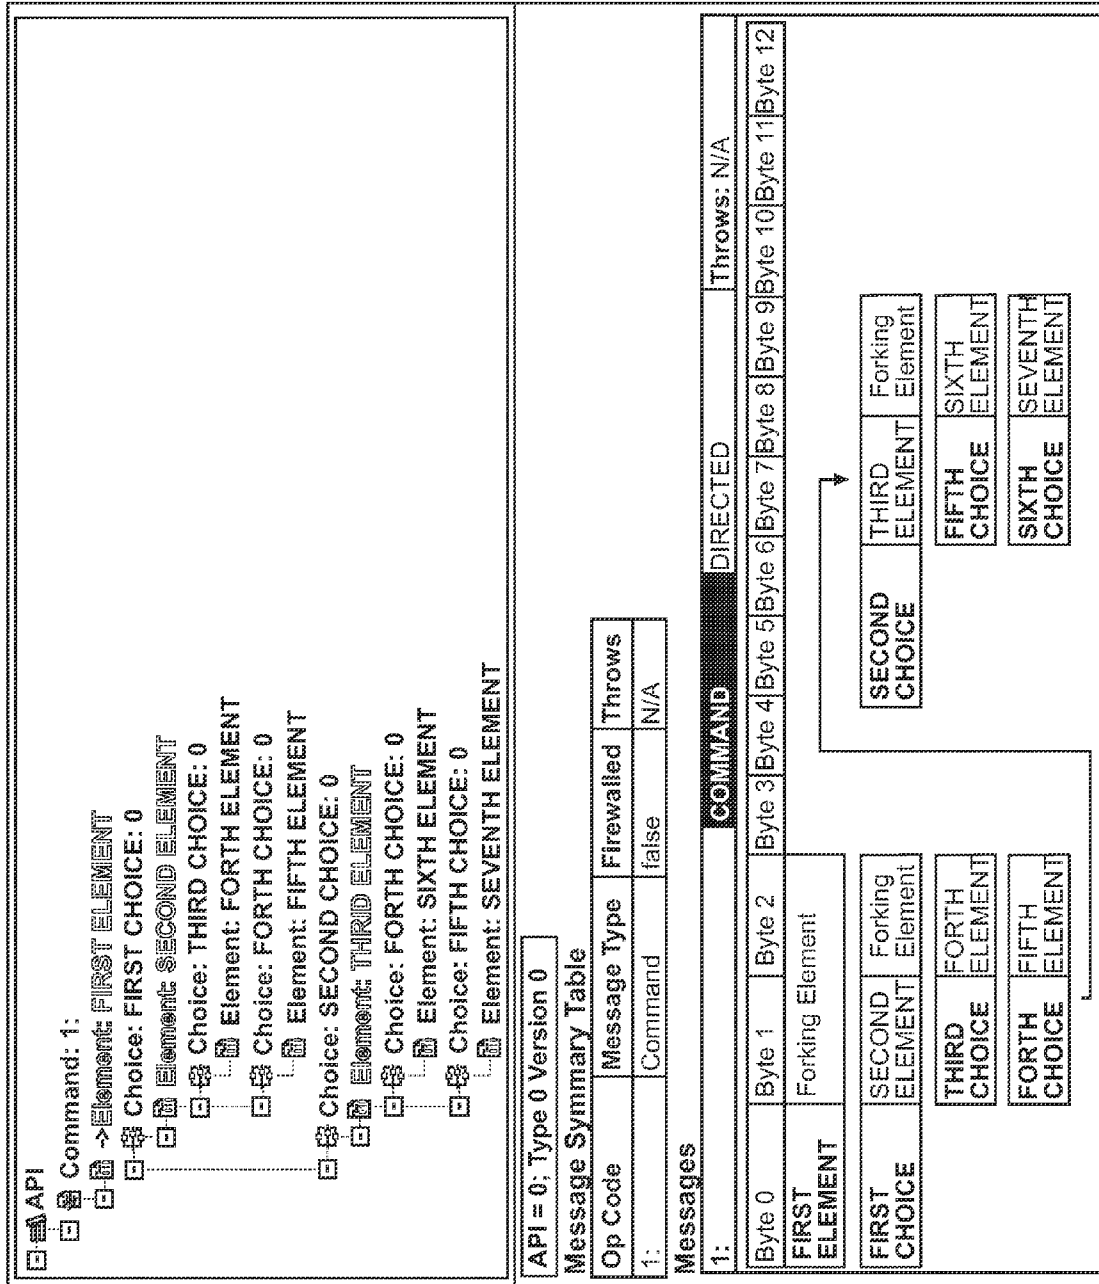 API
Command: 1:
->Element: FIRST ELEMENT
Choice: FIRST CHOICE: 0
Element: SECOND ELEMENT
Choice: THIRD CHOICE: 0
Element: FORTH ELEMENT
Choice: FORTH CHOICE: 0
Element: FIFTH ELEMENT
Choice: SECOND CHOICE: 0
Element: THRID ELEMENT
Choice: FORTH CHOICE: 0
Element: SIXTH ELEMENT
Choice: FIFTH CHOICE: 0
Element: SEVENTH ELEMENT
API = 0; Type 0 Version 0
Message Symmary Table
Op Code Message Type Firewalled Throws
1: Command false N/A
Messages
1: COMMAND DIRECTED Throws: N/A
Byte 0 Byte 1 Byte 2 Byte 3 Byte 4 Byte 5 Byte 6 Byte 7 Byte 8 Byte 9 Byte 10 Byte 11 Byte 12
FIRST
ELEMENT
Forking Element
FIRST
CHOICE
SECOND
ELEMENT
Forking
Element
SECOND
CHOICE
THIRD
ELEMENT
Forking
Element
THIRD
CHOICE
FORTH
ELEMENT
FIFTH
CHOICE
SIXTH
ELEMENT
FORTH
CHOICE
FIFTH
ELEMENT
SIXTH
CHOICE
SEVENTH
ELEMENT